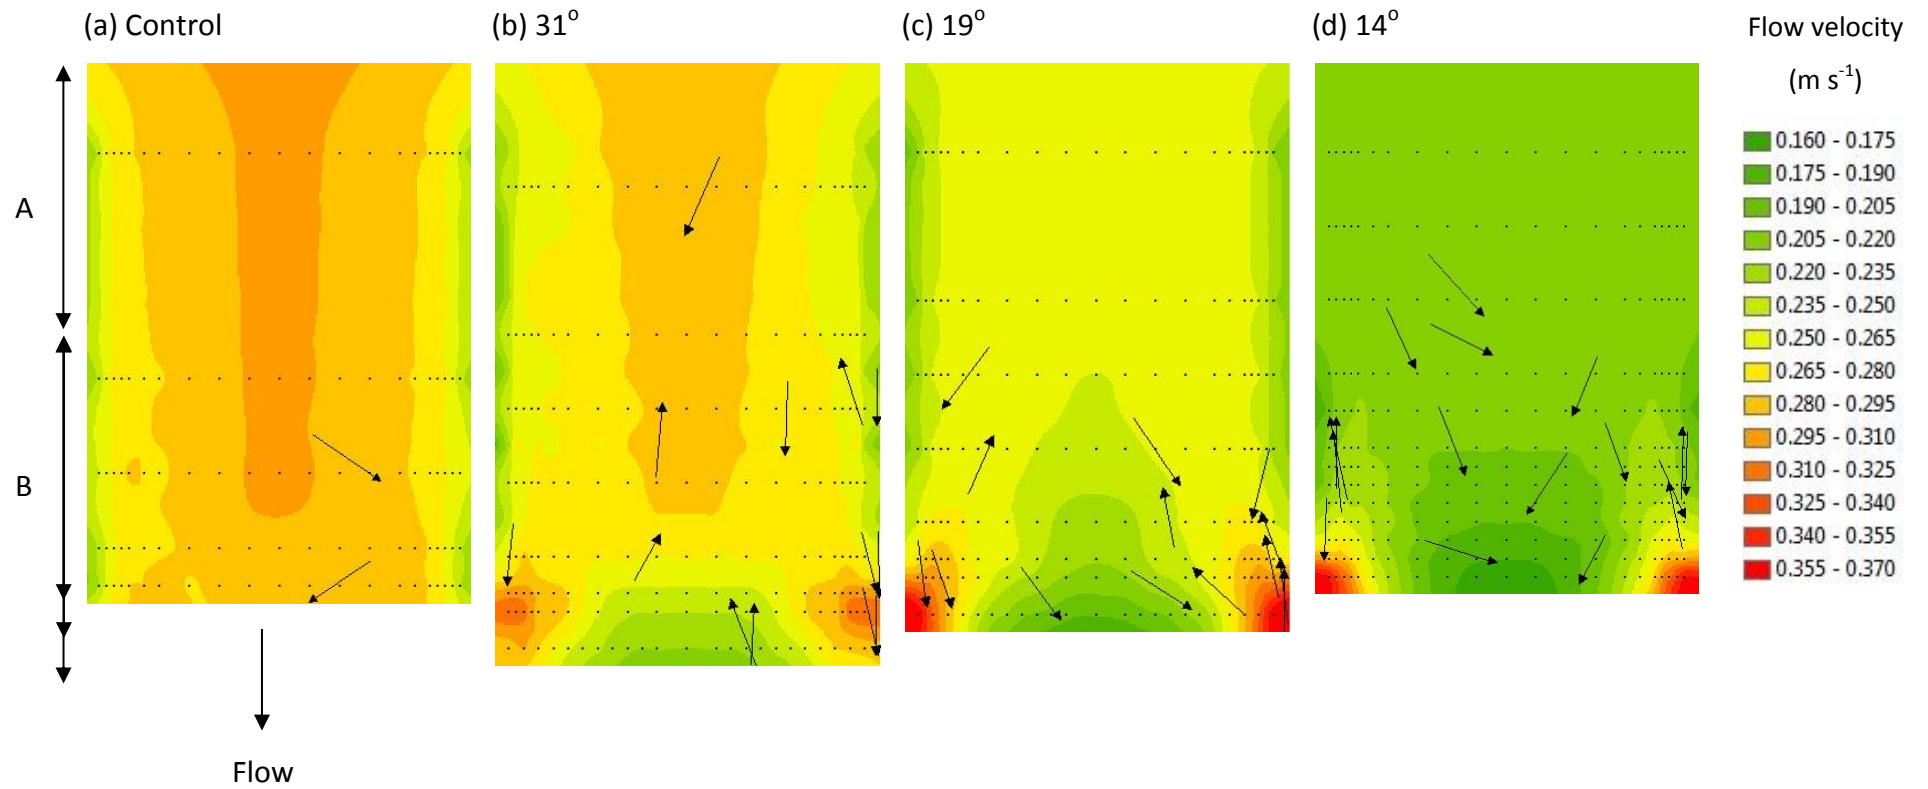 (a) Control
(b) 31°
(c) 19°
(d) 14°
Flow velocity
(m s⁻¹)
0.160 - 0.175
0.175 - 0.190
0.190 - 0.205
0.205 - 0.220
0.220 - 0.235
0.235 - 0.250
0.250 - 0.265
0.265 - 0.280
0.280 - 0.295
0.295 - 0.310
0.310 - 0.325
0.325 - 0.340
0.340 - 0.355
0.355 - 0.370
A
B
Flow